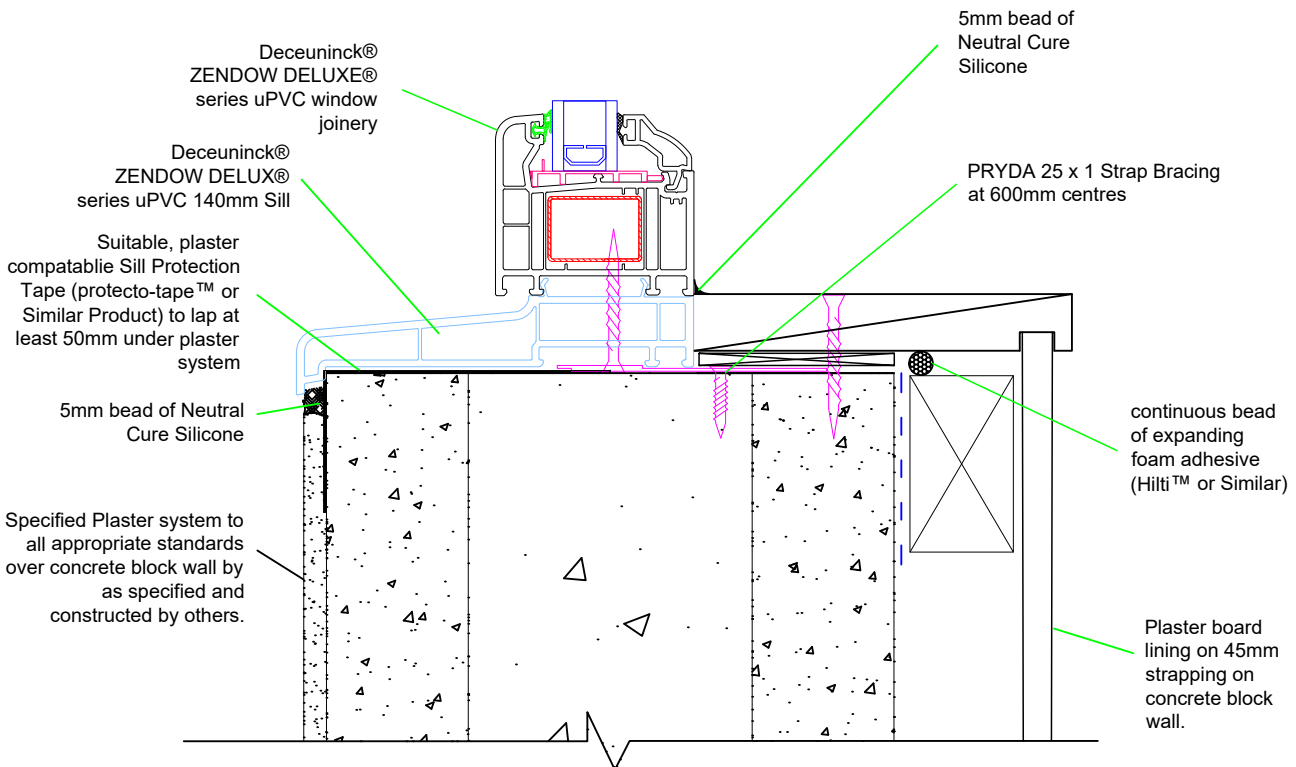 Deceuninck®
ZENDOW DELUXE®
series uPVC window
joinery
Deceuninck®
ZENDOW DELUX®
series uPVC 140mm Sill
Suitable, plaster
compatablie Sill Protection
Tape (protecto-tape™ or
Similar Product) to lap at
least 50mm under plaster
system
5mm bead of Neutral
Cure Silicone
Specified Plaster system to
all appropriate standards
over concrete block wall by
as specified and
constructed by others.
5mm bead of
Neutral Cure
Silicone
PRYDA 25 x 1 Strap Bracing
at 600mm centres
continuous bead
of expanding
foam adhesive
(Hilti™ or Similar)
Plaster board
lining on 45mm
strapping on
concrete block
wall.